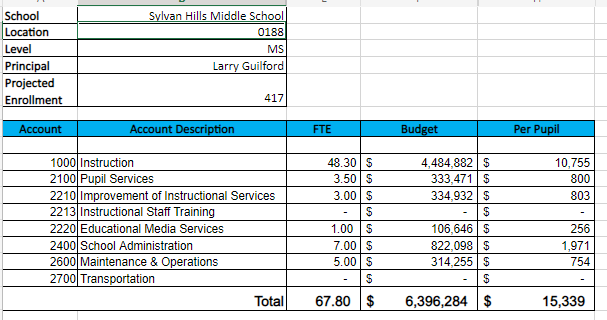 School Sylvan Hills Middle School
Location 0188
Level MS
Principal Larry Guilford
Projected
Enrollment 417
Account Account Description FTE Budget Per Pupil
1000 Instruction 48.30 $ 4,484,882 $ 10,755
2100 Pupil Services 3.50 $ 333,471 $ 800
2210 Improvement of Instructional Services 3.00 $ 334,932 $ 803
2213 Instructional Staff Training - $ - $ -
2220 Educational Media Services 1.00 $ 106,646 $ 256
2400 School Administration 7.00 $ 822,098 $ 1,971
2600 Maintenance & Operations 5.00 $ 314,255 $ 754
2700 Transportation - $ - $ -
Total 67.80 $ 6,396,284 $ 15,339